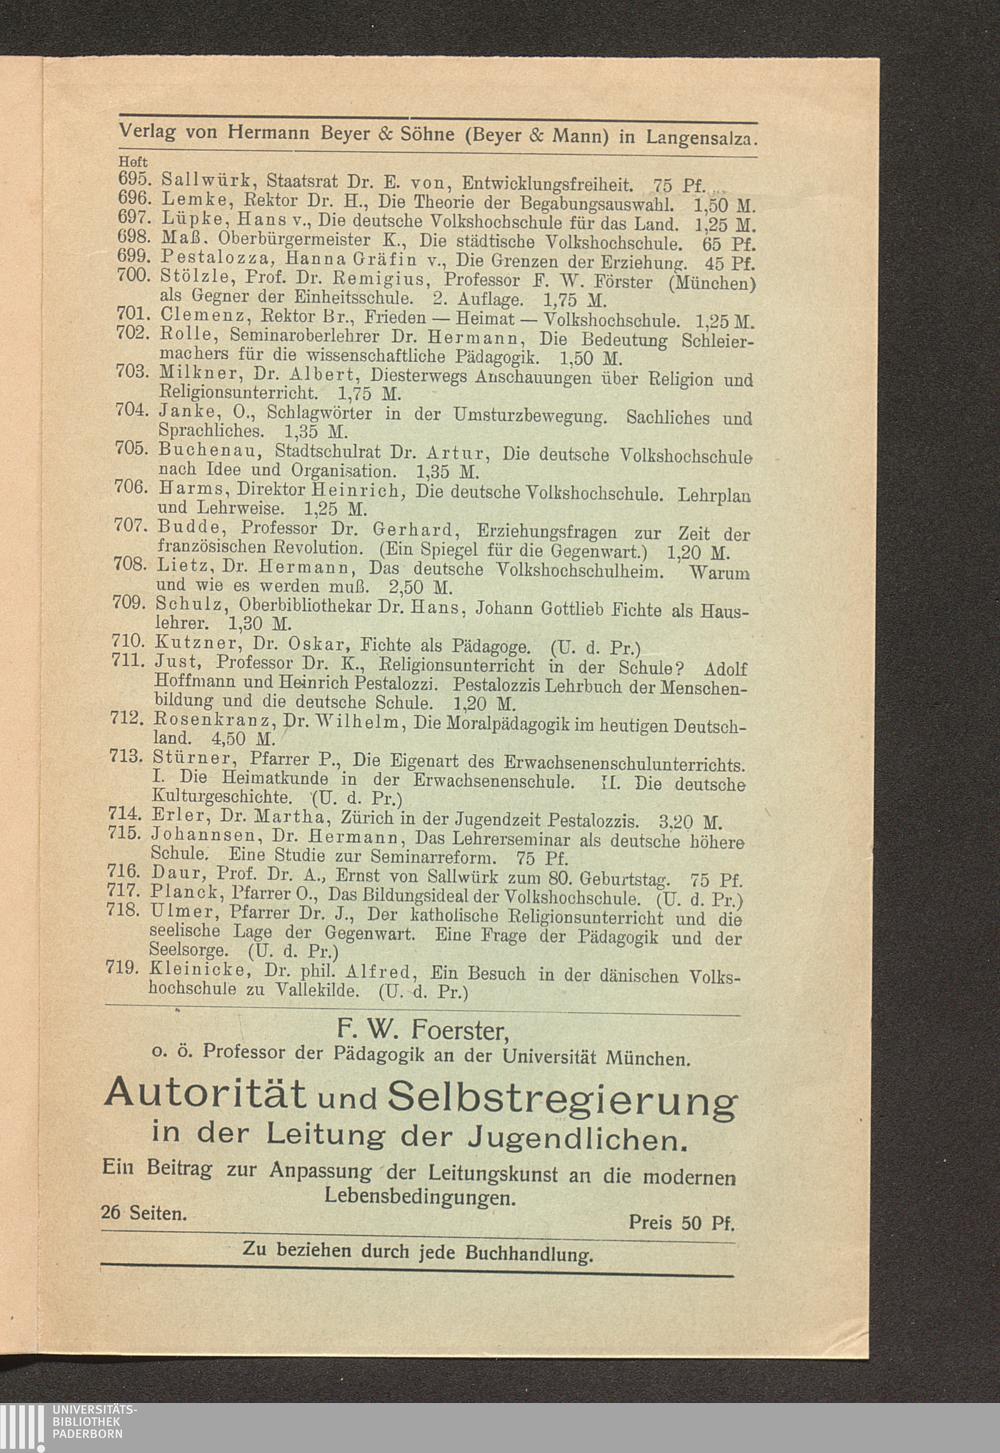 Verlag von Hermann Beyer & Söhne (Beyer & Mann) in Langensalza.
Heft
695. Sallwürk, Staatsrat Dr. E. von, Entwicklungsfreiheit. 75 Pf.
696. Lemke, Rektor Dr. H., Die Theorie der Begabungsauswahl. 1,50 M.
697. Lüpke, Hans v., Die deutsche Volkshochschule für das Land. 1,25 M.
698. Maß, Oberbürgermeister K., Die städtische Volkshochschule. 65 Pf.
699. Pestalozza, Hanna Gräfin v., Die Grenzen der Erziehung. 45 Pf.
700. Stölzle, Prof. Dr. Remigius, Professor F. W. Förster (München)
als Gegner der Einheitsschule. 2. Auflage. 1,75 M.
701. Clemenz, Rektor Br., Frieden — Heimat — Volkshochschule. 1,25 M.
702. Rolle, Seminaroberlehrer Dr. Hermann, Die Bedeutung Schleier-
machers für die wissenschaftliche Pädagogik. 1,50 M.
703. Milkner, Dr. Albert, Diesterwegs Anschauungen über Religion und
Religionsunterricht. 1,75 M.
704. Janke, O., Schlagwörter in der Umsturzbewegung. Sachliches und
Sprachliches. 1,35 M.
705. Buchenau, Stadtschulrat Dr. Artur, Die deutsche Volkshochschule
nach Idee und Organisation. 1,35 M.
706. Harms, Direktor Heinrich, Die deutsche Volkshochschule. Lehrplan
und Lehrweise. 1,25 M.
707. Budde, Professor Dr. Gerhard, Erziehungsfragen zur Zeit der
französischen Revolution. (Ein Spiegel für die Gegenwart.) 1,20 M.
708. Lietz, Dr. Hermann, Das deutsche Volkshochschulheim. Warum
und wie es werden muß. 2,50 M.
709. Schulz, Oberbibliothekar Dr. Hans, Johann Gottlieb Fichte als Haus-
lehrer. 1,30 M.
710. Kutzner, Dr. Oskar, Fichte als Pädagoge. (U. d. Pr.)
711. Just, Professor Dr. K., Religionsunterricht in der Schule? Adolf
Hoffmann und Heinrich Pestalozzi. Pestalozzis Lehrbuch der Menschen-
bildung und die deutsche Schule. 1,20 M.
712. Rosenkranz, Dr. Wilhelm, Die Moralpädagogik im heutigen Deutsch-
land. 4,50 M.
713. Stürner, Pfarrer P., Die Eigenart des Erwachsenenschulunterrichts.
I. Die Heimatkunde in der Erwachsenenschule. II. Die deutsche
Kulturgeschichte. (U. d. Pr.)
714. Erler, Dr. Martha, Zürich in der Jugendzeit Pestalozzis. 3,20 M.
715. Johannsen, Dr. Hermann, Das Lehrerseminar als deutsche höhere
Schule. Eine Studie zur Seminarreform. 75 Pf.
716. Daur, Prof. Dr. A., Ernst von Sallwürk zum 80. Geburtstag. 75 Pf.
717. Planck, Pfarrer O., Das Bildungsideal der Volkshochschule. (U. d. Pr.)
718. Ulmer, Pfarrer Dr. J., Der katholische Religionsunterricht und die
seelische Lage der Gegenwart. Eine Frage der Pädagogik und der
Seelsorge. (U. d. Pr.)
719. Kleinicke, Dr. phil. Alfred, Ein Besuch in der dänischen Volks-
hochschule zu Vallekilde. (U. d. Pr.)
F. W. Foerster,
o. ö. Professor der Pädagogik an der Universität München.
Autorität und Selbstregierung
in der Leitung der Jugendlichen.
Ein Beitrag zur Anpassung der Leitungskunst an die modernen
Lebensbedingungen.
26 Seiten.
Preis 50 Pf.
Zu beziehen durch jede Buchhandlung.
UNIVERSITÄTS-
BIBLIOTHEK
PADERBORN